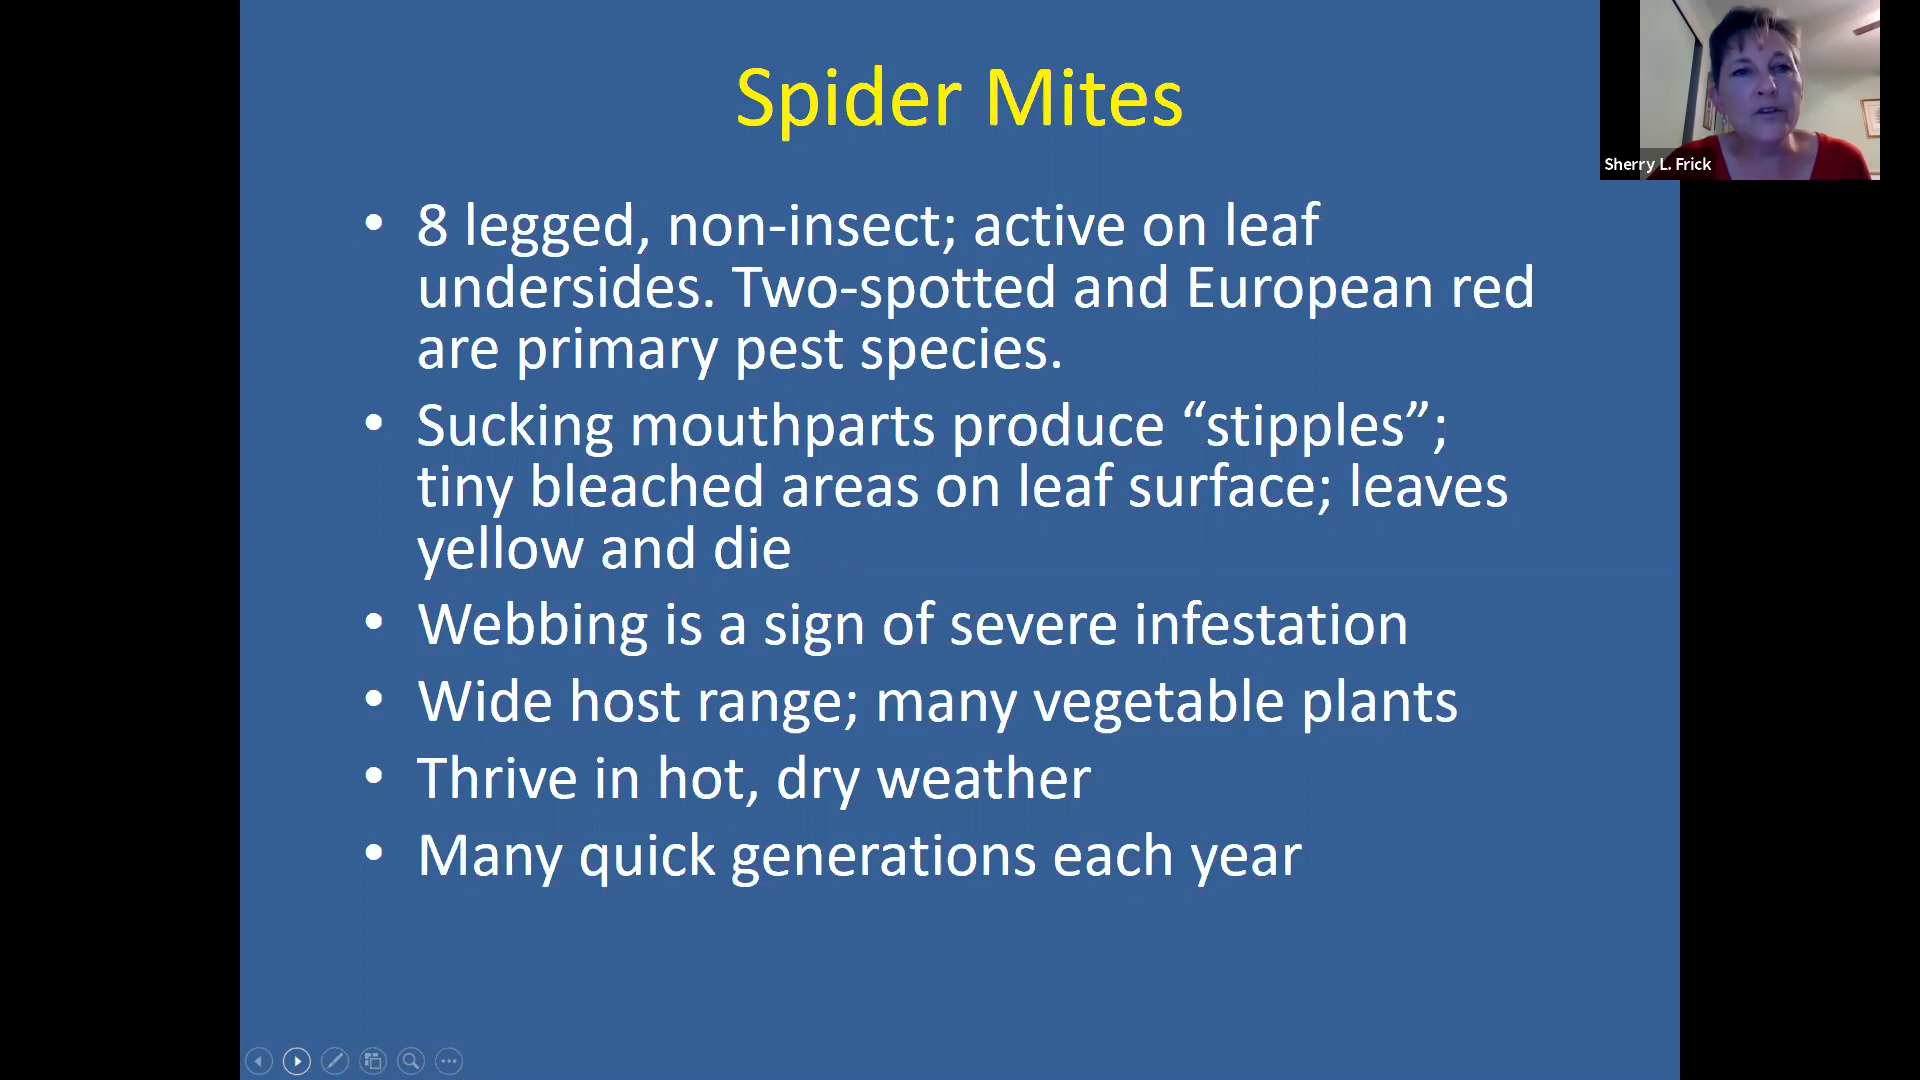 Spider Mites
Sherry L. Frick
• 8 legged, non-insect; active on leaf
undersides. Two-spotted and European red
are primary pest species.
• Sucking mouthparts produce “stipples”;
tiny bleached areas on leaf surface; leaves
yellow and die
• Webbing is a sign of severe infestation
• Wide host range; many vegetable plants
• Thrive in hot, dry weather
• Many quick generations each year